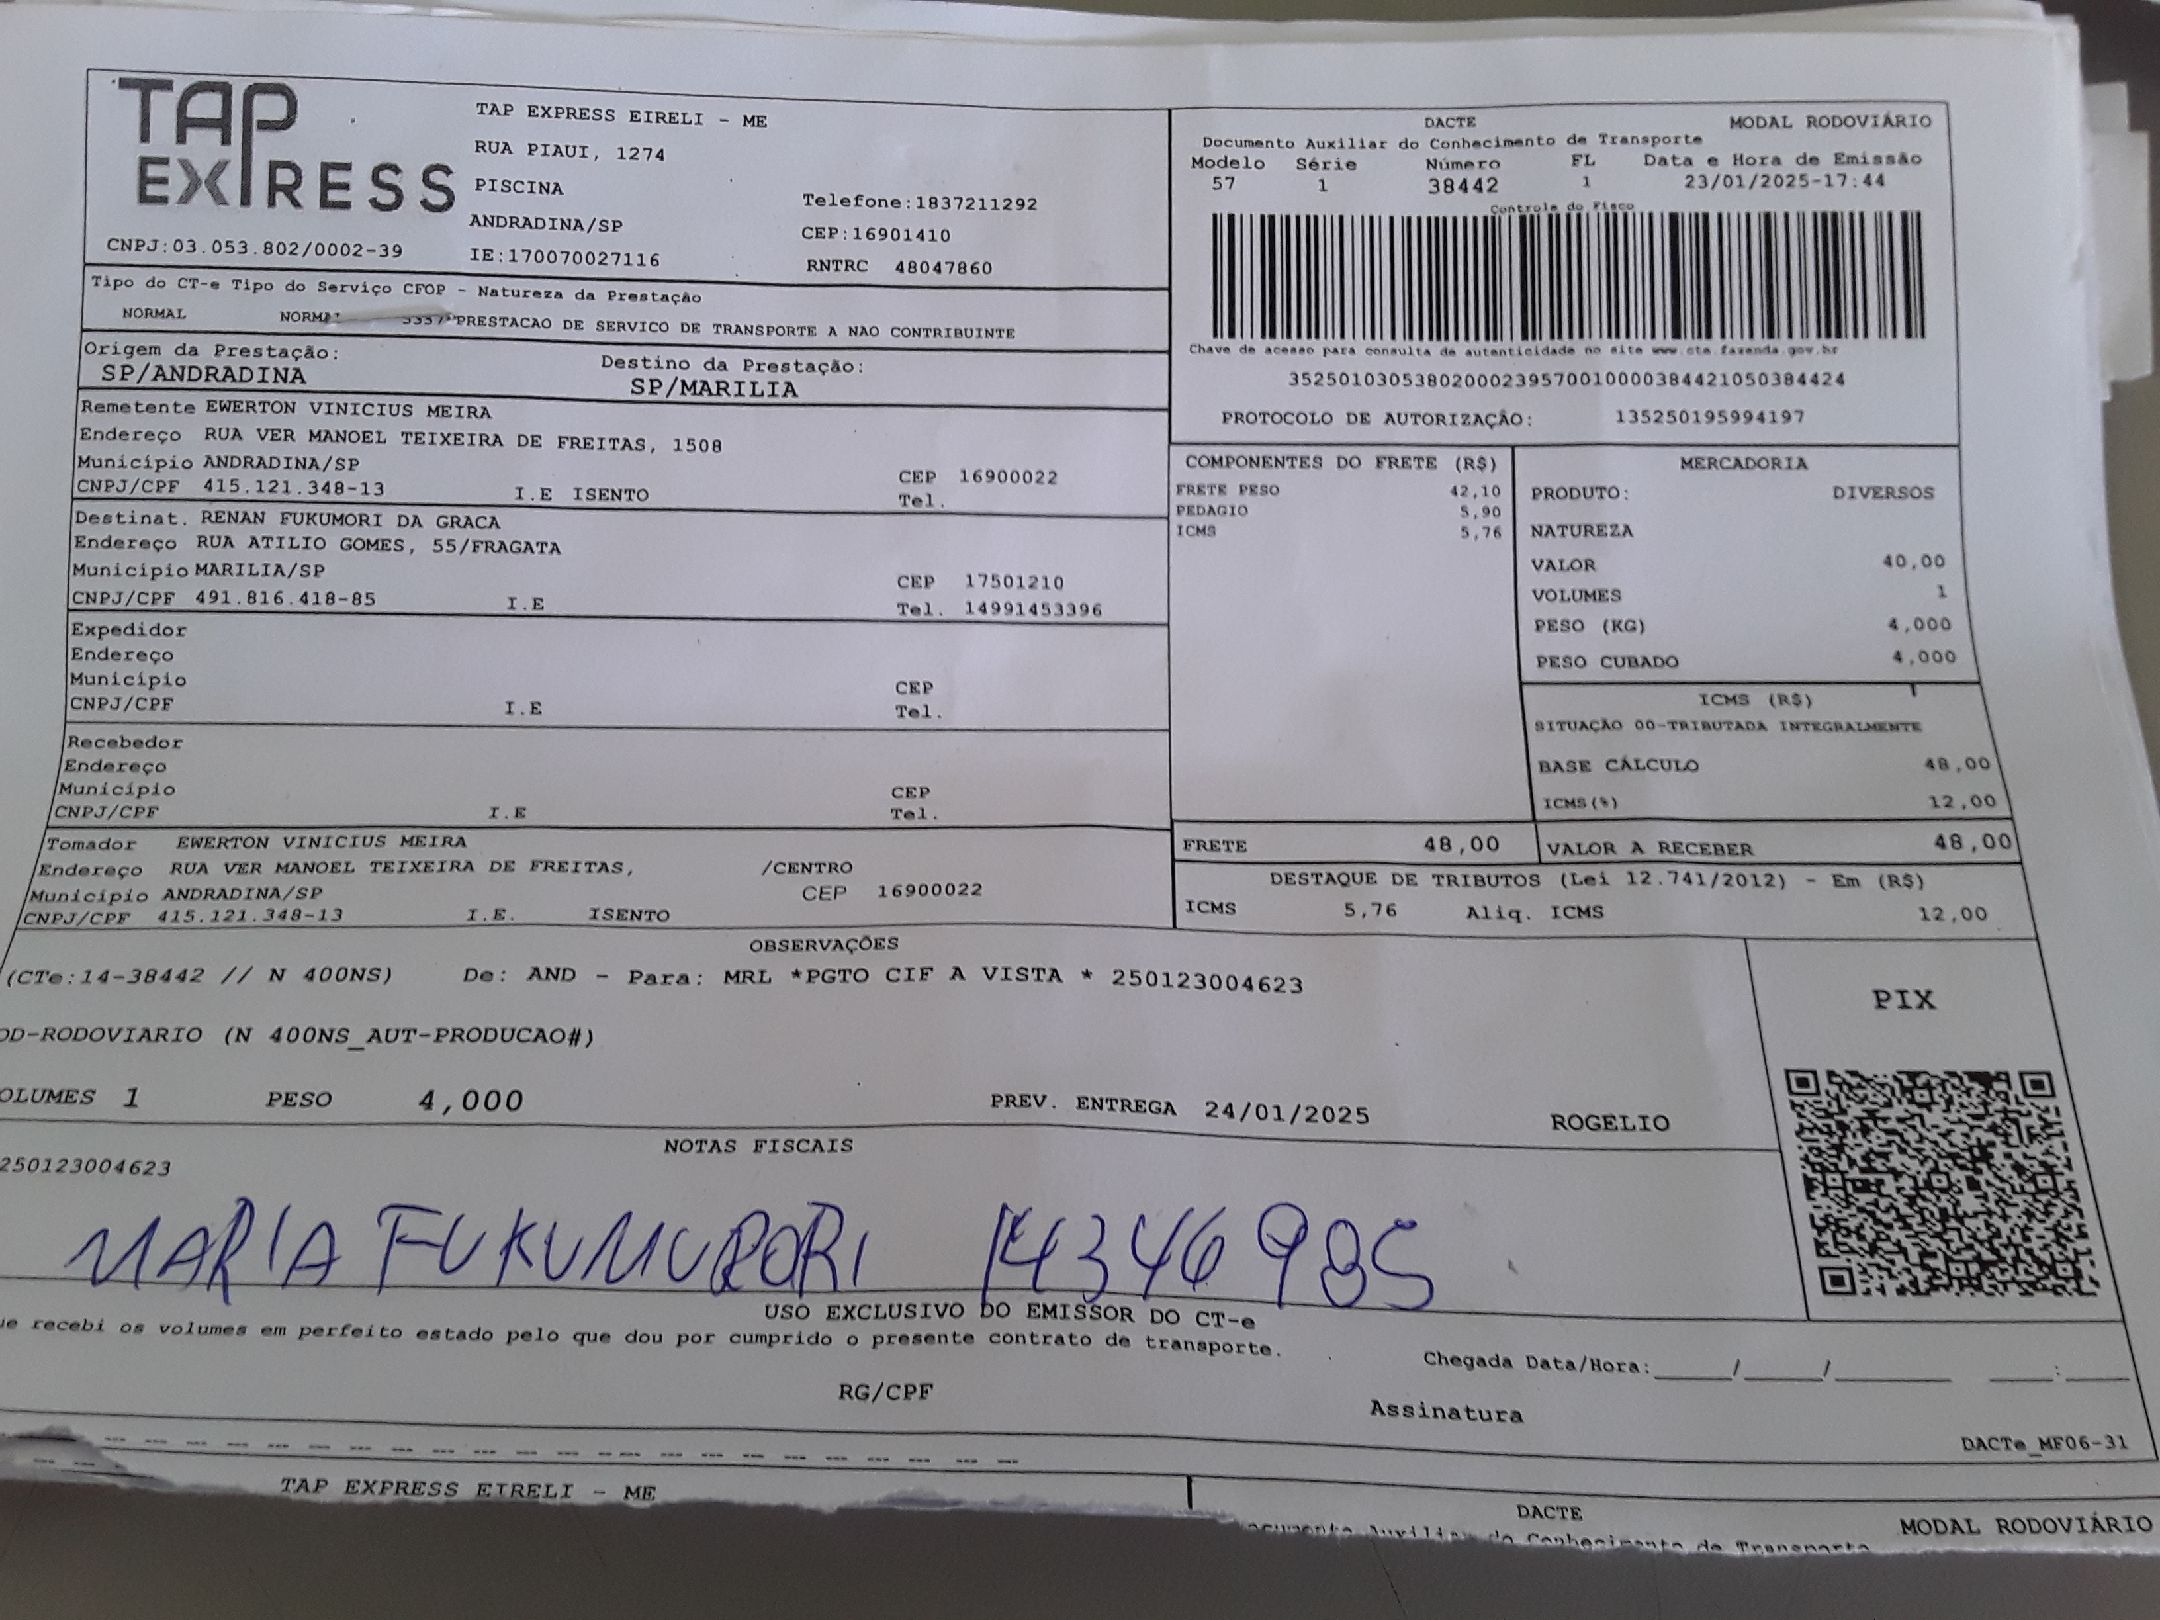 TAP EXPRESS
TAP EXPRESS EIRELI - ME
RUA PIAUI, 1274
PISCINA
ANDRADINA/SP
Telefone:1837211292
CEP:16901410
CNPJ:03.053.802/0002-39 IE:170070027116 RNTRC 48047860
DACTE MODAL RODOVIÁRIO
Documento Auxiliar do Conhecimento de Transporte
Modelo Série Número FL Data e Hora de Emissão
57 1 38442 1 23/01/2025-17:44
Controle do Fisco
Chave de acesso para consulta de autenticidade no site www.cte.fazenda.gov.br
35250103053802000239570010000384421050384424
PROTOCOLO DE AUTORIZAÇÃO: 135250195994197
Tipo do CT-e Tipo do Serviço CFOP - Natureza da Prestação
NORMAL PRESTACAO DE SERVICO DE TRANSPORTE A NAO CONTRIBUINTE
Origem da Prestação: Destino da Prestação:
SP/ANDRADINA SP/MARILIA
Remetente EWERTON VINICIUS MEIRA
Endereço RUA VER MANOEL TEIXEIRA DE FREITAS, 1508
Município ANDRADINA/SP CEP 16900022
CNPJ/CPF 415.121.348-13 I.E ISENTO Tel.
Destinat. RENAN FUKUMORI DA GRACA
Endereço RUA ATILIO GOMES, 55/FRAGATA
Município MARILIA/SP CEP 17501210
CNPJ/CPF 491.816.418-85 I.E Tel. 14991453396
Expedidor
Endereço
Município CEP
CNPJ/CPF I.E Tel.
Recebedor
Endereço
Município CEP
CNPJ/CPF I.E Tel.
Tomador EWERTON VINICIUS MEIRA
Endereço RUA VER MANOEL TEIXEIRA DE FREITAS, /CENTRO
Município ANDRADINA/SP CEP 16900022
CNPJ/CPF 415.121.348-13 I.E. ISENTO
COMPONENTES DO FRETE (R$)
FRETE PESO 42,10
PEDAGIO 5,90
ICMS 5,76
MERCADORIA
PRODUTO: DIVERSOS
NATUREZA
VALOR 40,00
VOLUMES 1
PESO (KG) 4,000
PESO CUBADO 4,000
ICMS (R$)
SITUAÇÃO 00-TRIBUTADA INTEGRALMENTE
BASE CÁLCULO 48,00
ICMS(%) 12,00
FRETE 48,00 VALOR A RECEBER 48,00
DESTAQUE DE TRIBUTOS (Lei 12.741/2012) - Em (R$)
ICMS 5,76 Aliq. ICMS 12,00
OBSERVAÇÕES
(CTe:14-38442 // N 400NS) De: AND - Para: MRL *PGTO CIF A VISTA * 250123004623
OD-RODOVIARIO (N 400NS_AUT-PRODUCAO#)
OLUMES 1 PESO 4,000 PREV. ENTREGA 24/01/2025 ROGELIO
PIX
NOTAS FISCAIS
250123004623
MARIA FUKUMURORI 14346985
USO EXCLUSIVO DO EMISSOR DO CT-e
ue recebi os volumes em perfeito estado pelo que dou por cumprido o presente contrato de transporte.
Chegada Data/Hora:_____/_____/_______ ____:____
RG/CPF Assinatura
DACTe_MF06-31
TAP EXPRESS EIRELI - ME
DACTE MODAL RODOVIÁRIO
Auxiliar do Conhecimento de Transporte